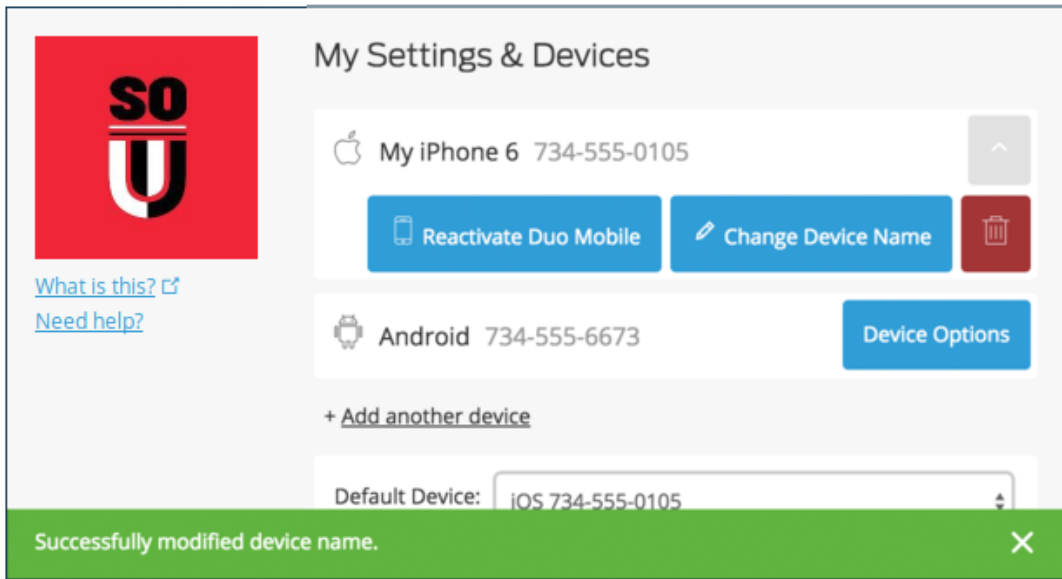 SO
U
What is this?
Need help?
My Settings & Devices
My iPhone 6 734-555-0105
Reactivate Duo Mobile
Change Device Name
Android 734-555-6673
Device Options
+ Add another device
Default Device: iOS 734-555-0105
Successfully modified device name.